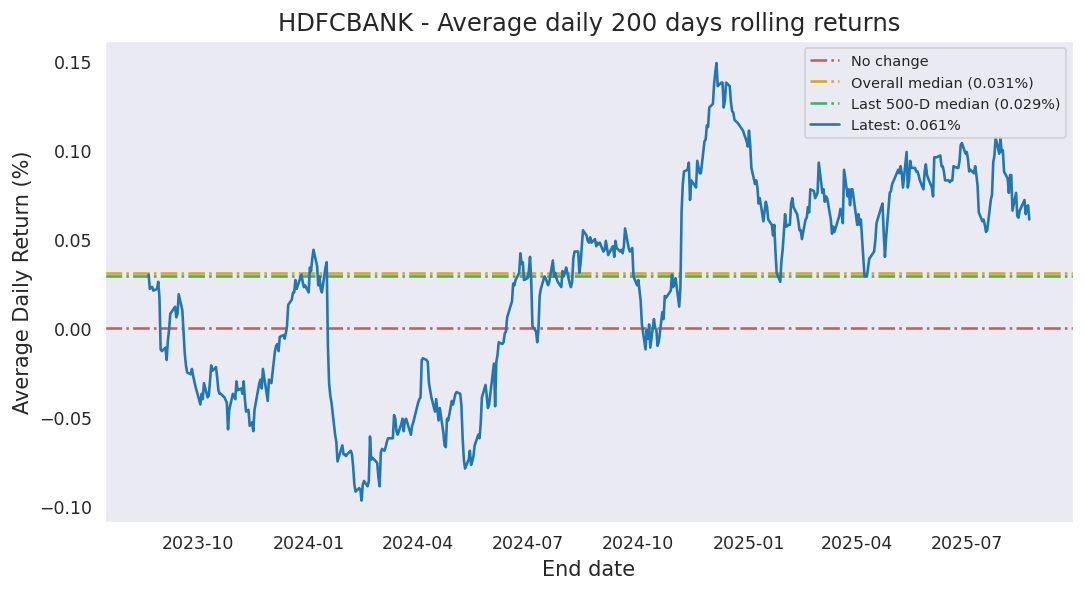 HDFCBANK - Average daily 200 days rolling returns
No change
Overall median (0.031%)
Last 500-D median (0.029%)
Latest: 0.061%
Average Daily Return (%)
0.15
0.10
0.05
0.00
−0.05
−0.10
2023-10
2024-01
2024-04
2024-07
2024-10
2025-01
2025-04
2025-07
End date